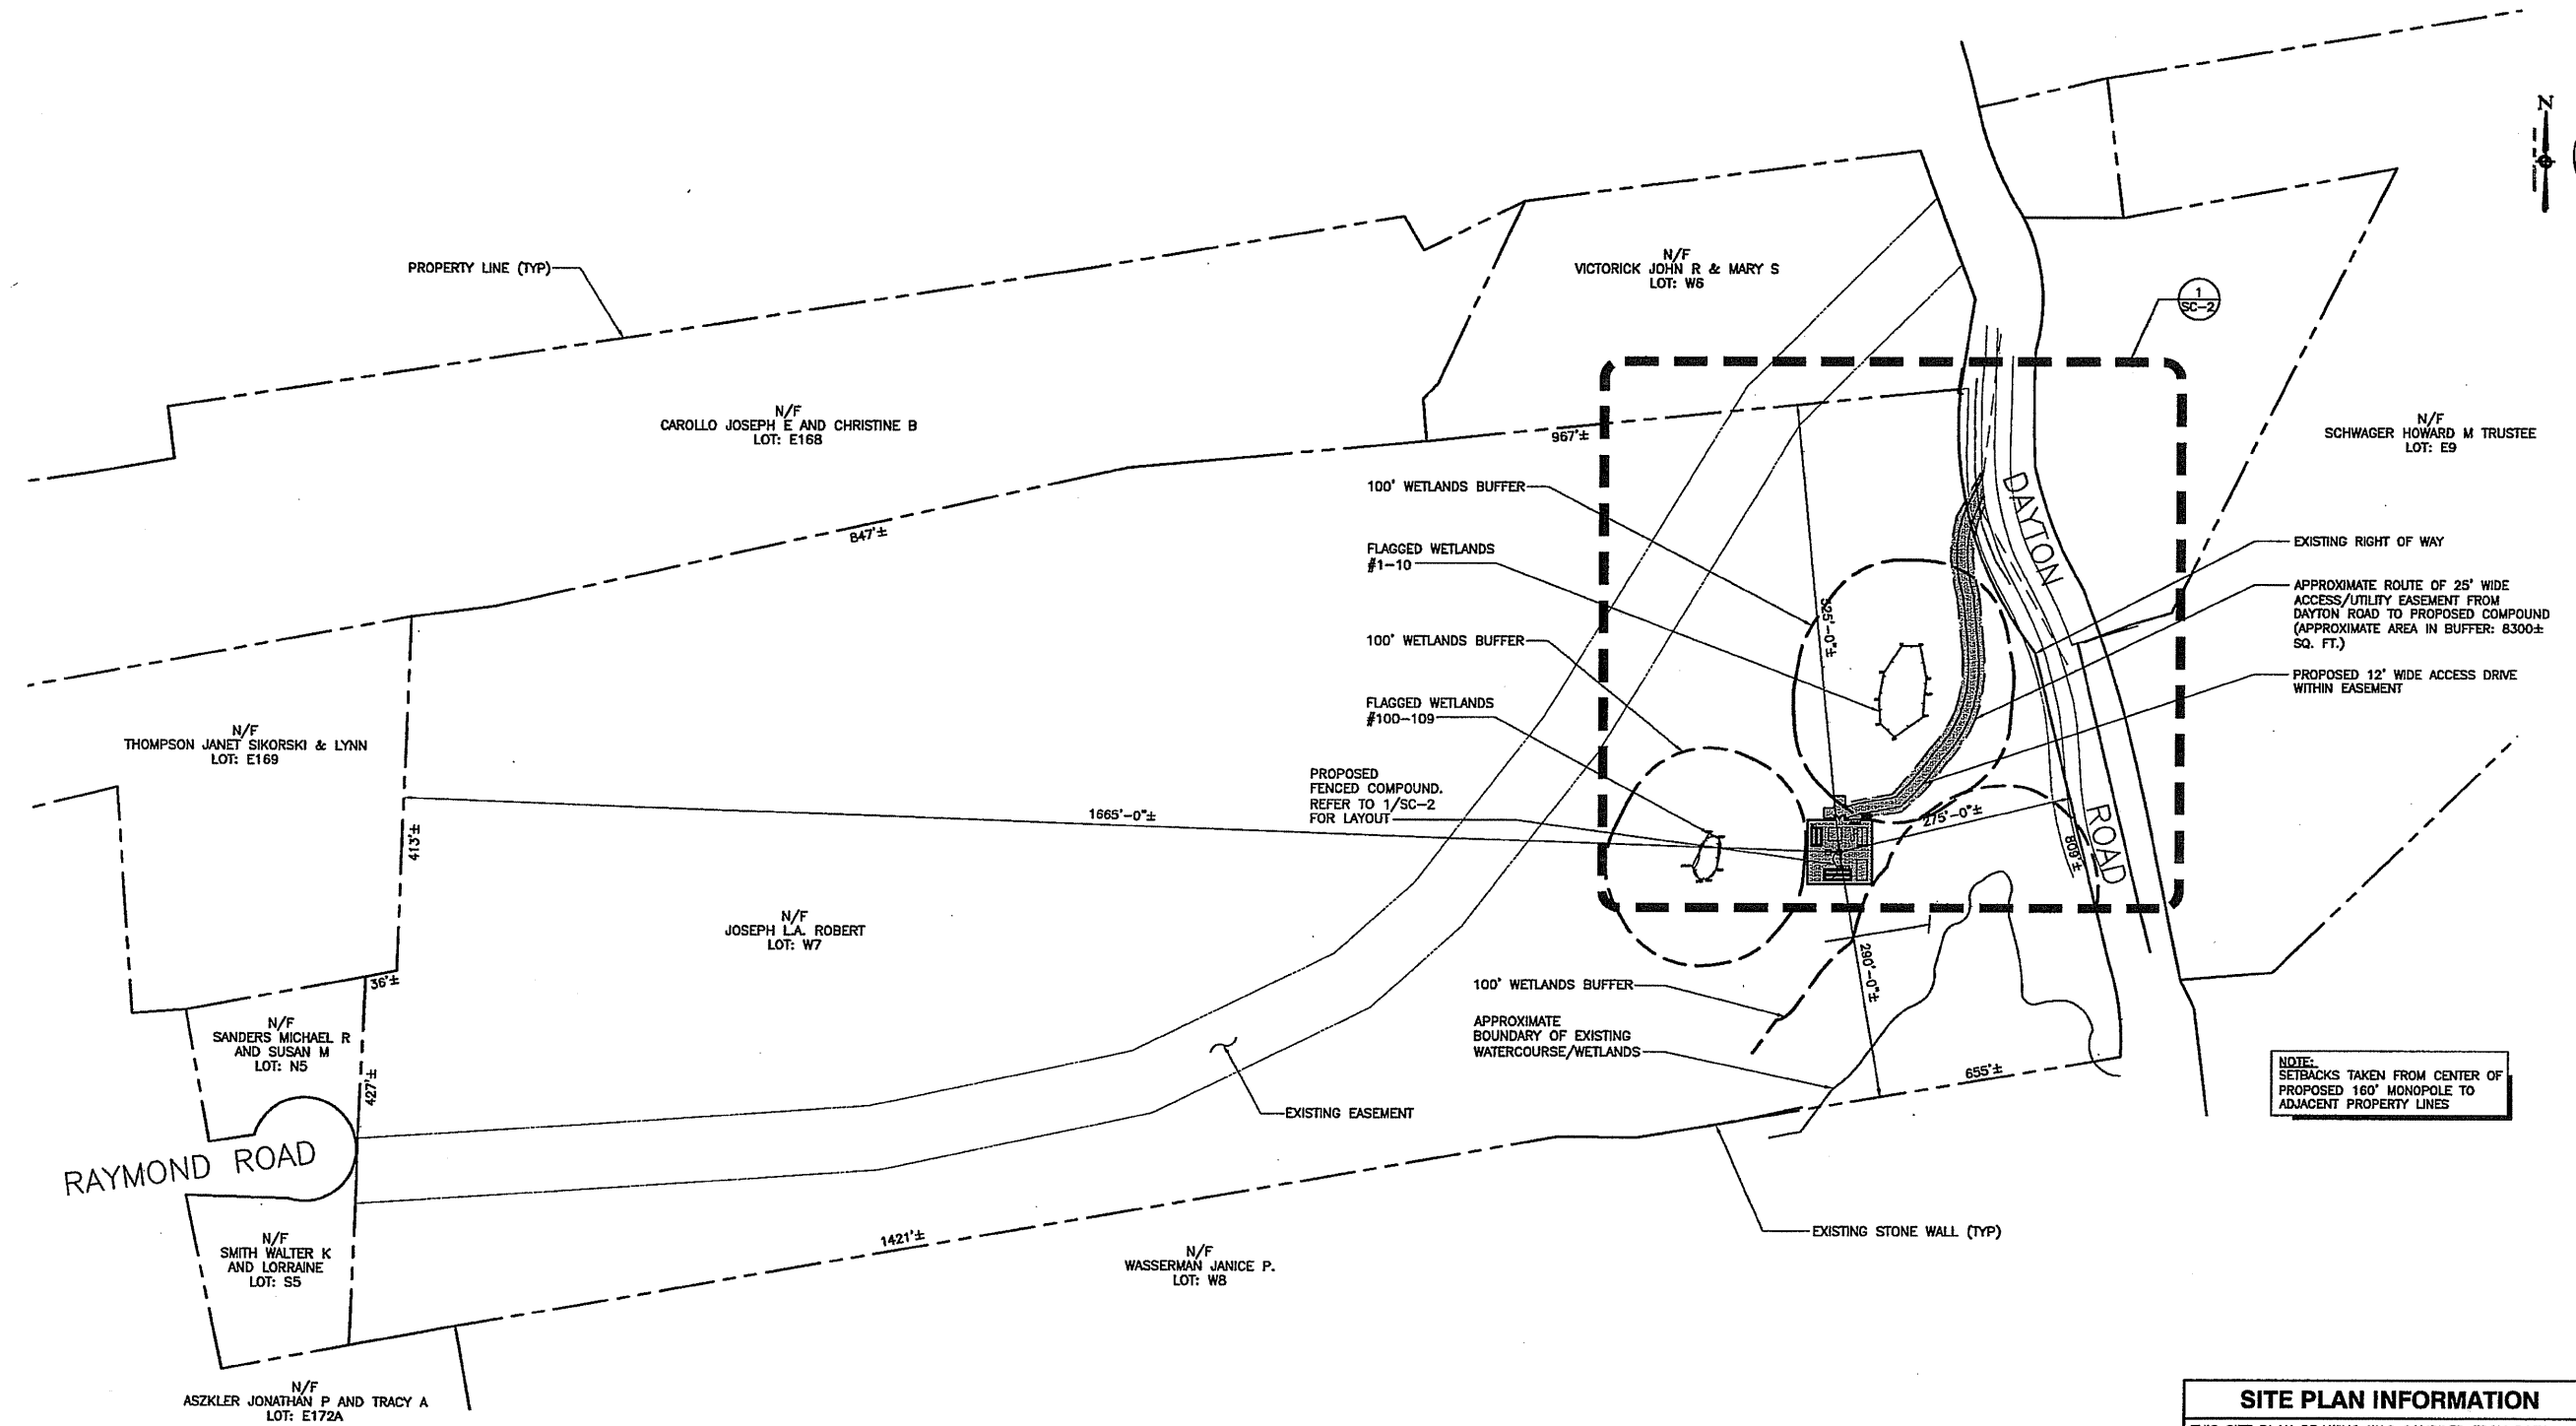 N
PROPERTY LINE (TYP)
N/F
VICTORICK JOHN R & MARY S
LOT: W6
1
SC-2
N/F
CAROLLO JOSEPH E AND CHRISTINE B
LOT: E168
967'±
N/F
SCHWAGER HOWARD M TRUSTEE
LOT: E9
847'±
100' WETLANDS BUFFER
FLAGGED WETLANDS
#1-10
100' WETLANDS BUFFER
FLAGGED WETLANDS
#100-109
PROPOSED
FENCED COMPOUND.
REFER TO 1/SC-2
FOR LAYOUT
525'-0"±
DAYTON
ROAD
EXISTING RIGHT OF WAY
APPROXIMATE ROUTE OF 25' WIDE
ACCESS/UTILITY EASEMENT FROM
DAYTON ROAD TO PROPOSED COMPOUND
(APPROXIMATE AREA IN BUFFER: 8300±
SQ. FT.)
PROPOSED 12' WIDE ACCESS DRIVE
WITHIN EASEMENT
N/F
THOMPSON JANET SIKORSKI & LYNN
LOT: E169
413'±
1665'-0"±
275'-0"±
809'±
N/F
JOSEPH L.A. ROBERT
LOT: W7
36'±
290'-0"±
100' WETLANDS BUFFER
APPROXIMATE
BOUNDARY OF EXISTING
WATERCOURSE/WETLANDS
N/F
SANDERS MICHAEL R
AND SUSAN M
LOT: N5
427'±
655'±
NOTE:
SETBACKS TAKEN FROM CENTER OF
PROPOSED 160' MONOPOLE TO
ADJACENT PROPERTY LINES
EXISTING EASEMENT
RAYMOND ROAD
EXISTING STONE WALL (TYP)
1421'±
N/F
SMITH WALTER K
AND LORRAINE
LOT: S5
N/F
WASSERMAN JANICE P.
LOT: W8
N/F
ASZKLER JONATHAN P AND TRACY A
LOT: E172A
SITE PLAN INFORMATION